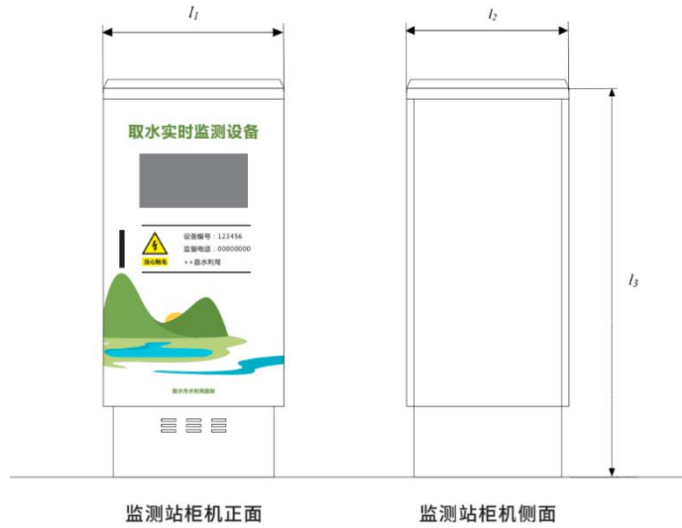 l₁
l₂
取水实时监测设备
设备编号：123456
监督电话：00000000
当心触电
**县水利局
l₃
监测站柜机正面
监测站柜机侧面